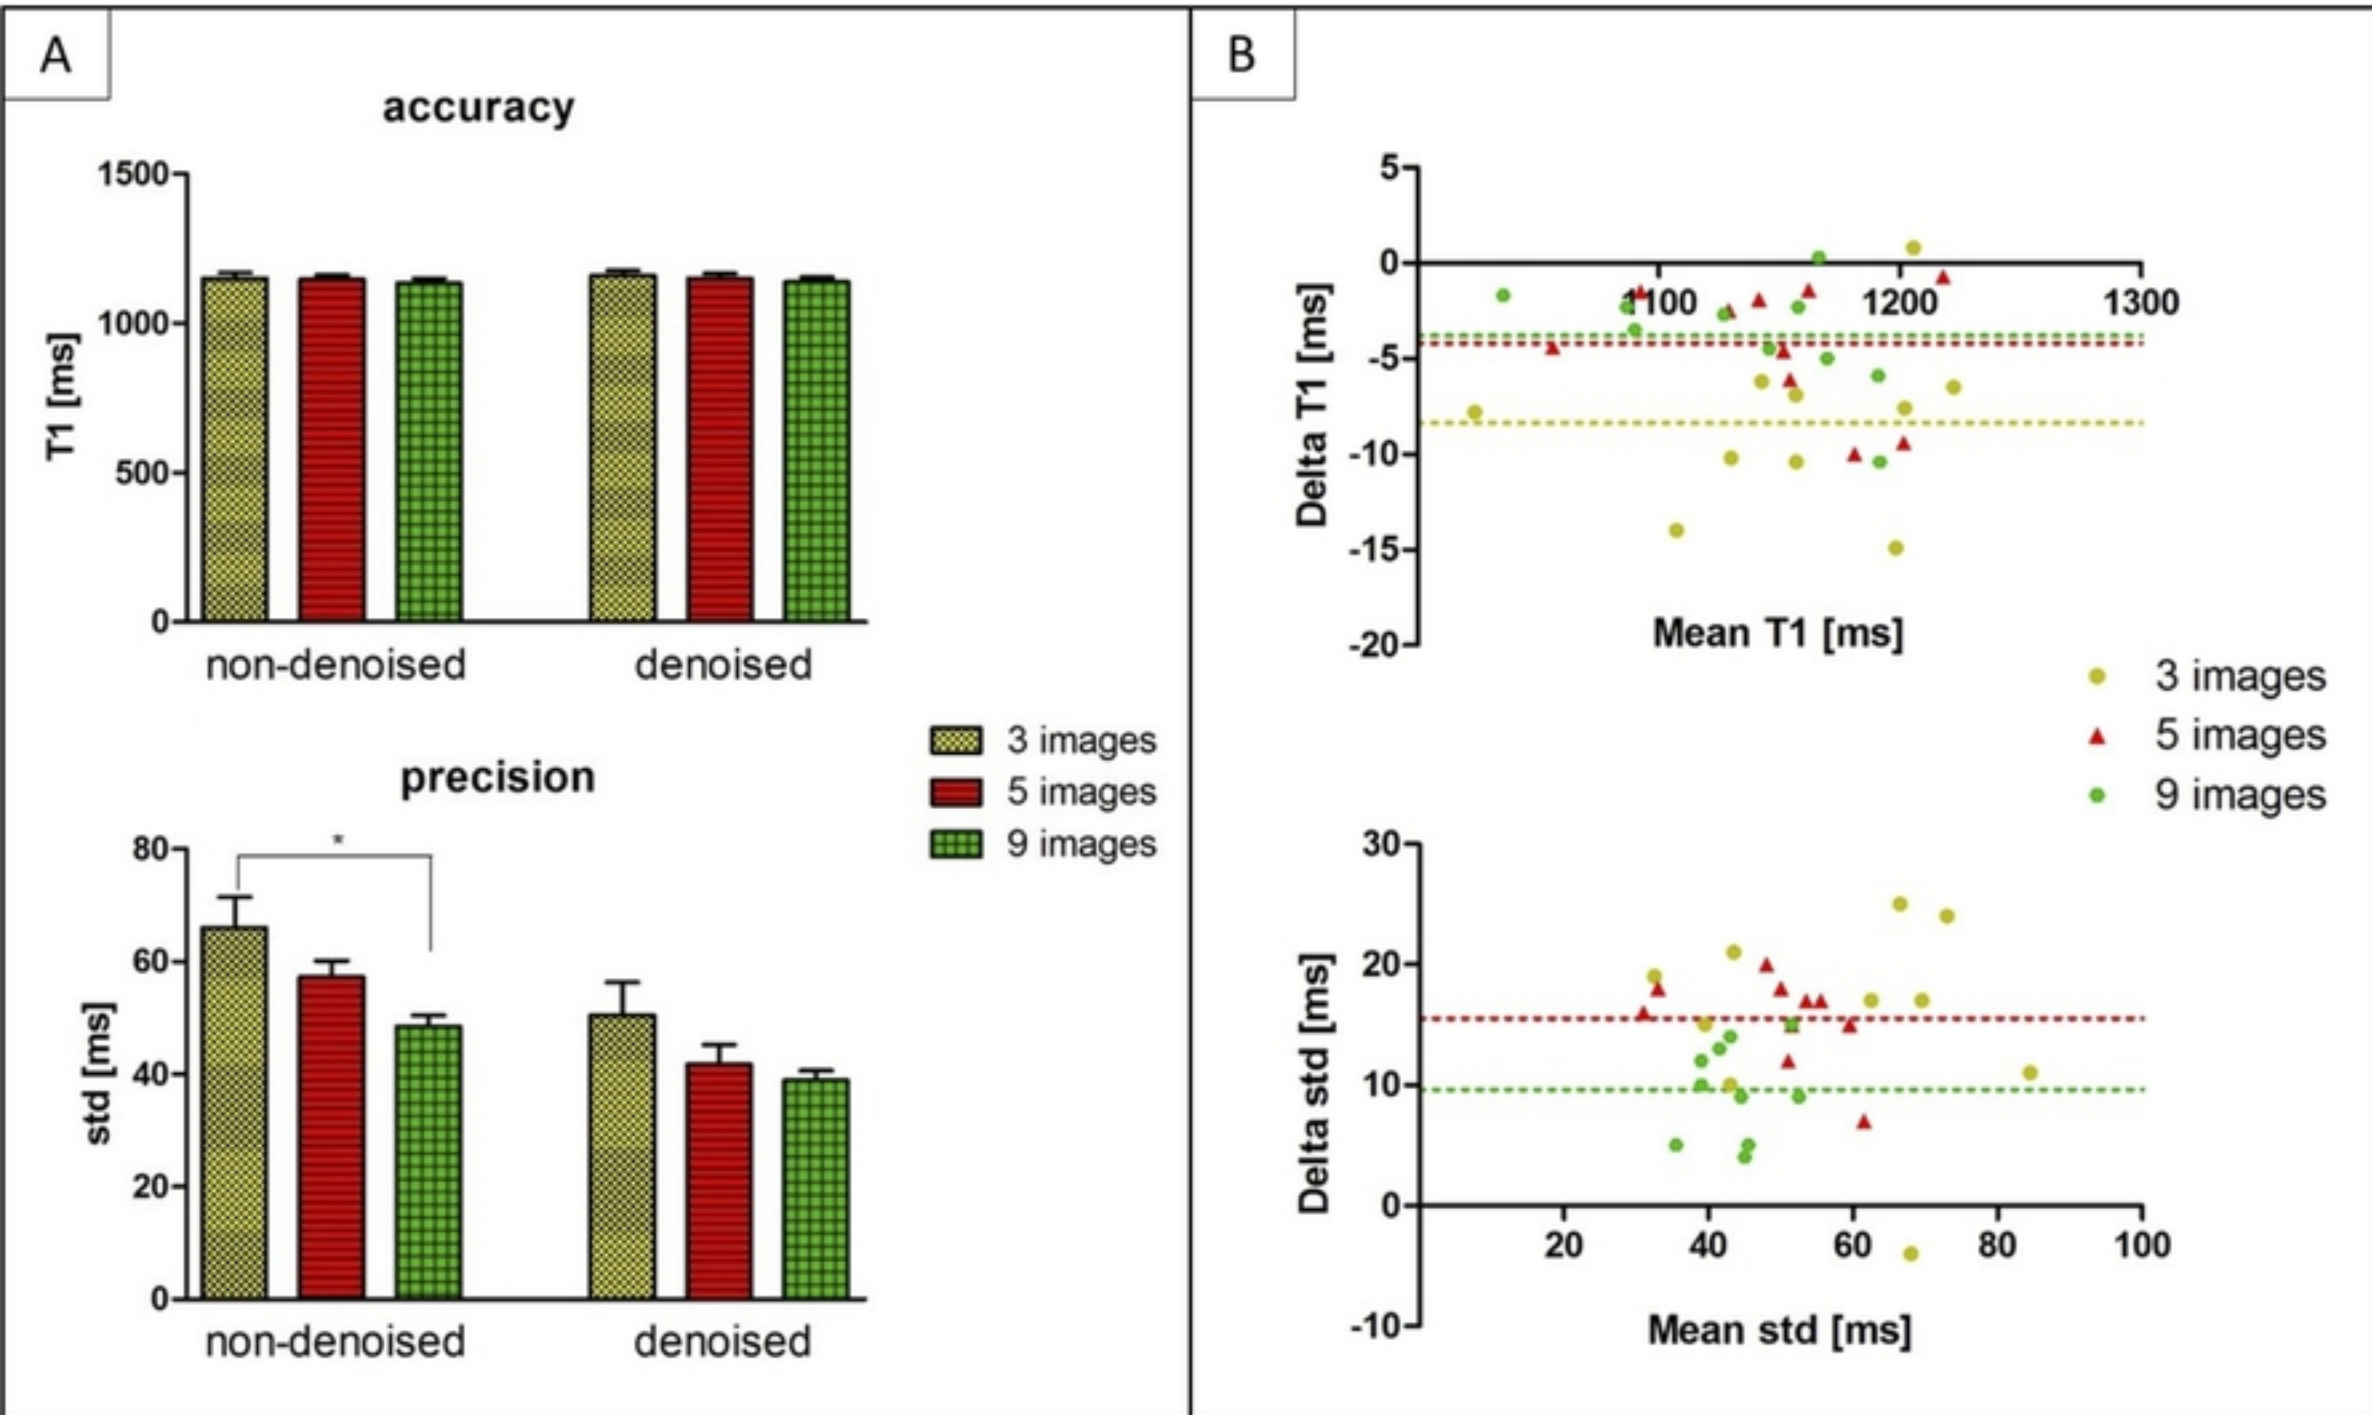 A
accuracy
1500
1000
500
0
T1 [ms]
non-denoised denoised
3 images
5 images
9 images
precision
80
60
40
20
0
*
std [ms]
non-denoised denoised
B
5
0
-5
-10
-15
-20
1100 1200 1300
Delta T1 [ms]
Mean T1 [ms]
3 images
5 images
9 images
30
20
10
0
-10
20 40 60 80 100
Delta std [ms]
Mean std [ms]